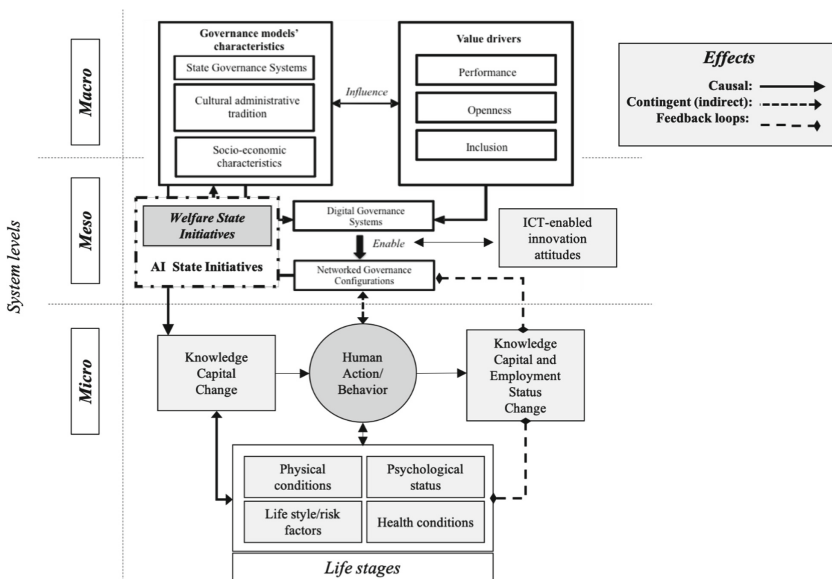 System levels
Macro
Meso
Micro
Governance models'
characteristics
State Governance Systems
Cultural administrative
tradition
Socio-economic
characteristics
Influence
Value drivers
Performance
Openness
Inclusion
Effects
Causal:
Contingent (indirect):
Feedback loops:
Welfare State
Initiatives
AI State Initiatives
Digital Governance
Systems
Enable
Networked Governance
Configurations
ICT-enabled
innovation
attitudes
Knowledge
Capital
Change
Human
Action/
Behavior
Knowledge
Capital and
Employment
Status
Change
Physical
conditions
Psychological
status
Life style/risk
factors
Health conditions
Life stages